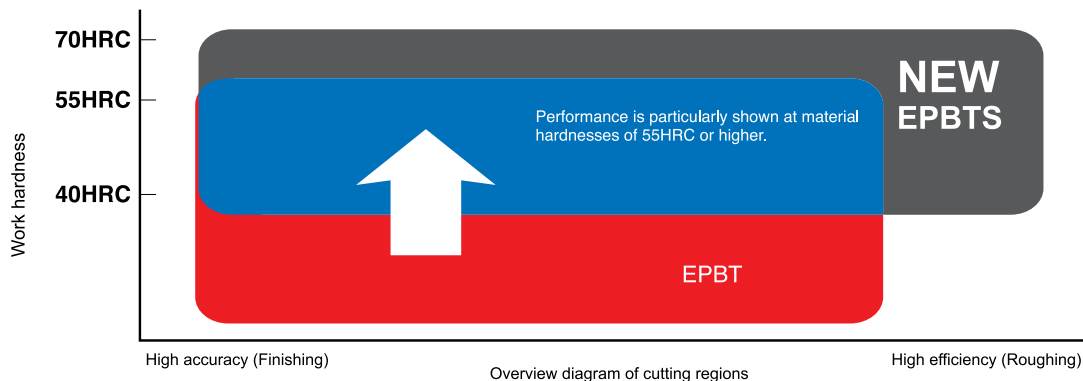 70HRC
NEW
EPBTS
55HRC
Performance is particularly shown at material
hardnesses of 55HRC or higher.
40HRC
Work hardness
EPBT
High accuracy (Finishing)
High efficiency (Roughing)
Overview diagram of cutting regions